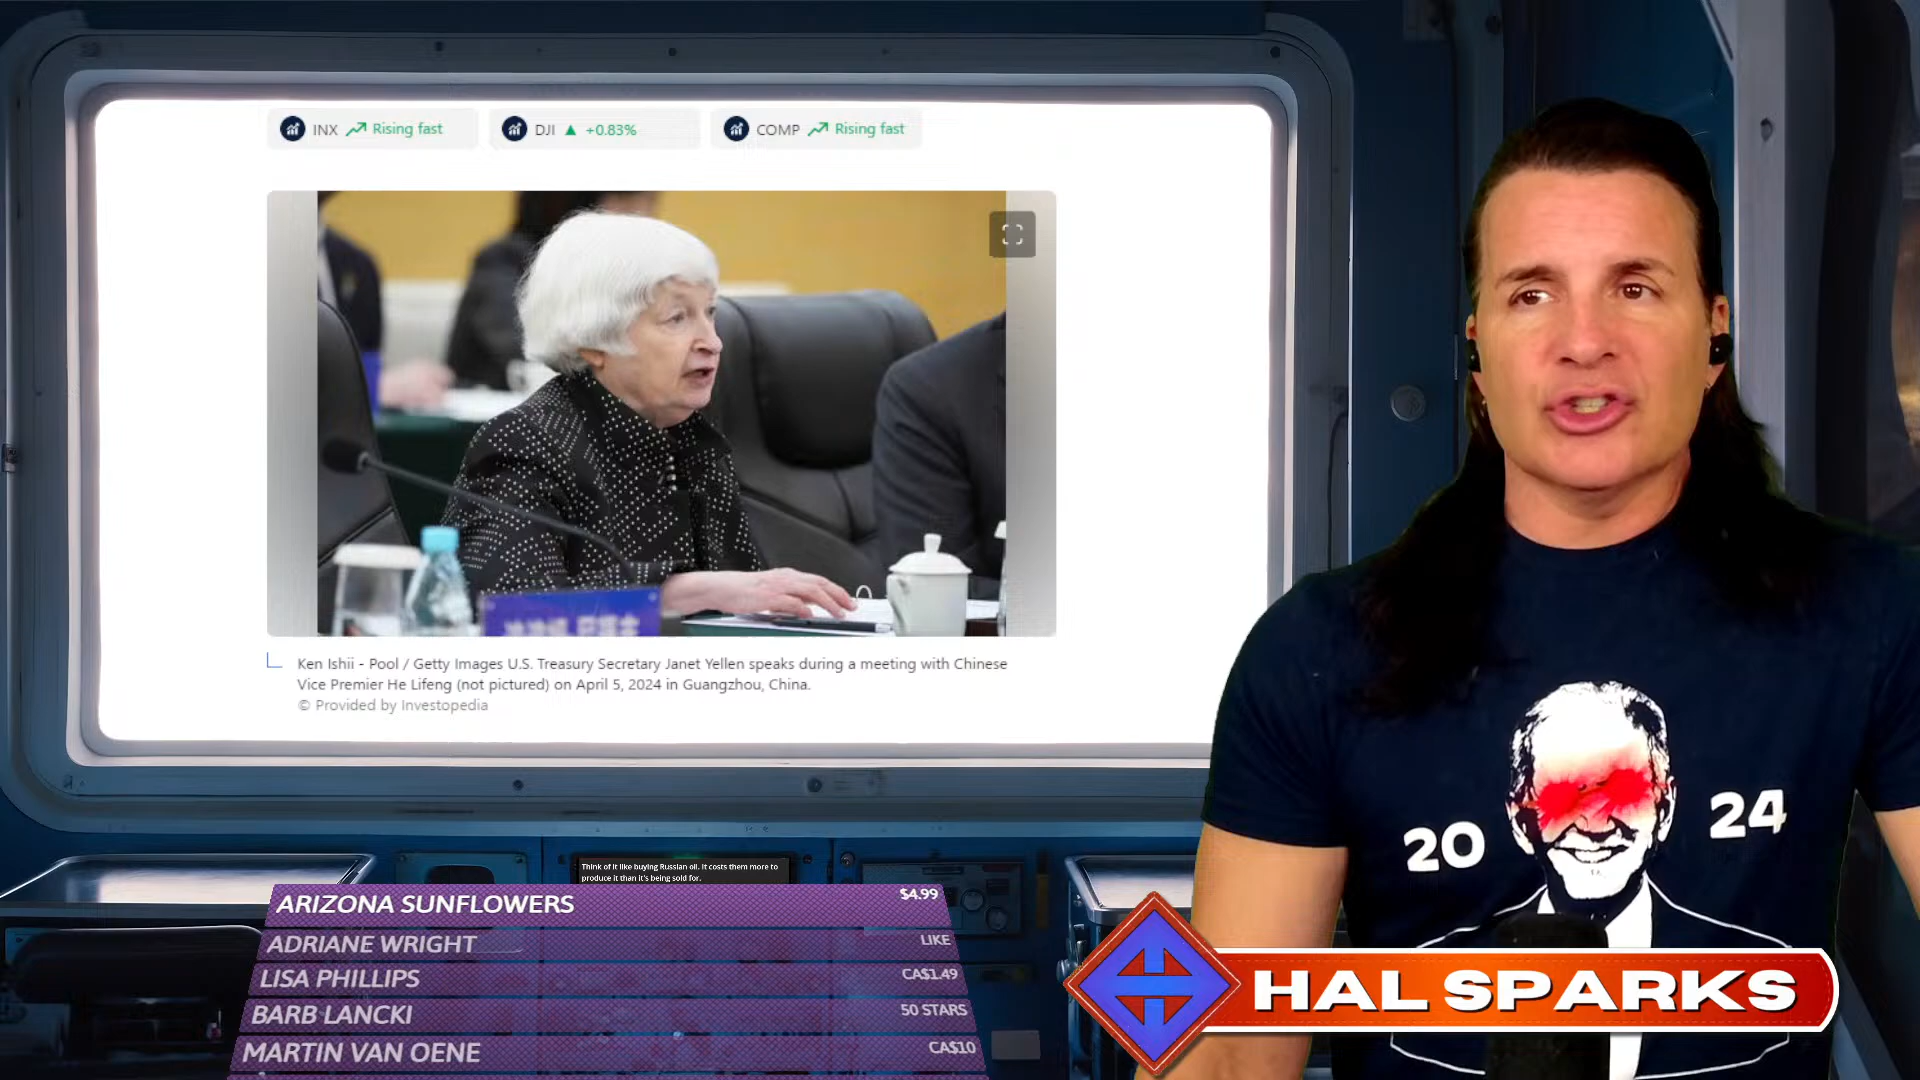 INX Rising fast
DJI ▲ +0.83%
COMP Rising fast
Ken Ishii - Pool / Getty Images U.S. Treasury Secretary Janet Yellen speaks during a meeting with Chinese
Vice Premier He Lifeng (not pictured) on April 5, 2024 in Guangzhou, China.
© Provided by Investopedia
20 24
Think of it like buying Russian oil. It costs them more to
produce it than it's being sold for.
ARIZONA SUNFLOWERS $4.99
ADRIANE WRIGHT LIKE
LISA PHILLIPS CA$1.49
BARB LANCKI 50 STARS
MARTIN VAN OENE CA$10
HAL SPARKS